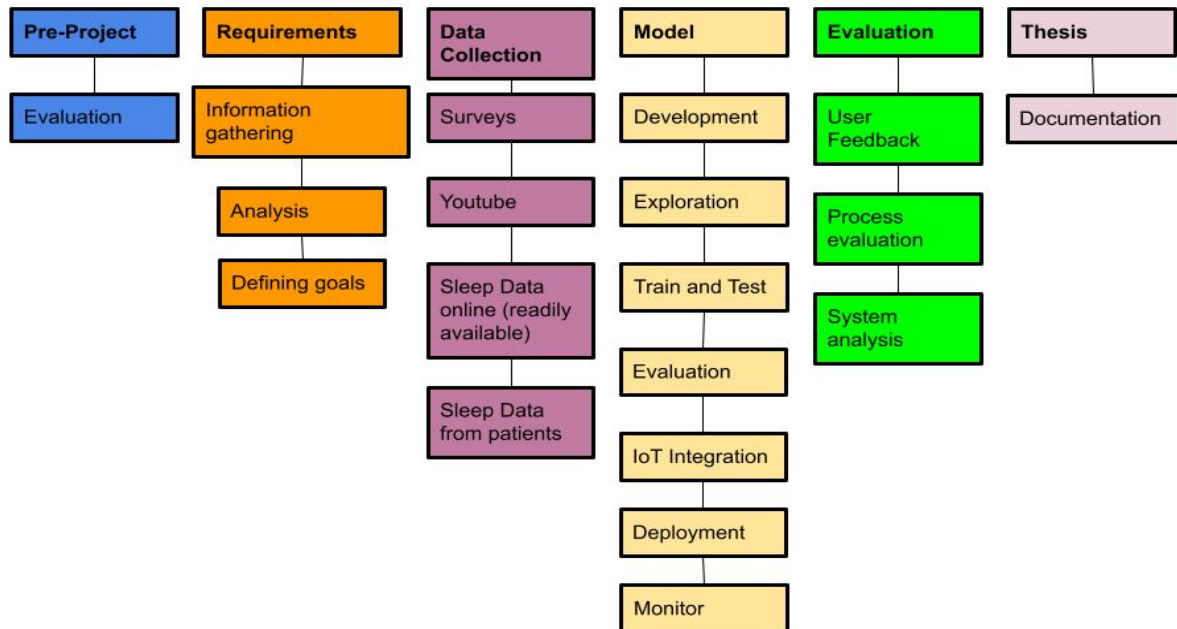 Pre-Project
Evaluation
Requirements
Information
gathering
Analysis
Defining goals
Data
Collection
Surveys
Youtube
Sleep Data
online (readily
available)
Sleep Data
from patients
Model
Development
Exploration
Train and Test
Evaluation
IoT Integration
Deployment
Monitor
Evaluation
User
Feedback
Process
evaluation
System
analysis
Thesis
Documentation